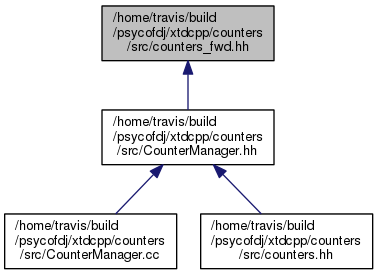 /home/travis/build
/psycofdj/xtdcpp/counters
/src/counters_fwd.hh
/home/travis/build
/psycofdj/xtdcpp/counters
/src/CounterManager.hh
/home/travis/build
/psycofdj/xtdcpp/counters
/src/CounterManager.cc
/home/travis/build
/psycofdj/xtdcpp/counters
/src/counters.hh